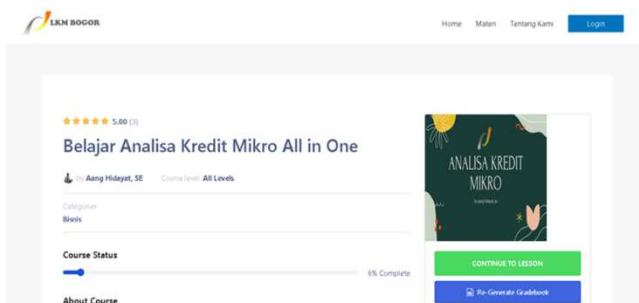 LKM BOGOR
Home Materi Tentang Kami Login
5.00 (3)
Belajar Analisa Kredit Mikro All in One
by Aang Hidayat, SE Course level: All Levels
Categories
Bisnis
Course Status
6% Complete
About Course
ANALISA KREDIT
MIKRO
CONTINUE TO LESSON
Re-Generate Gradebook